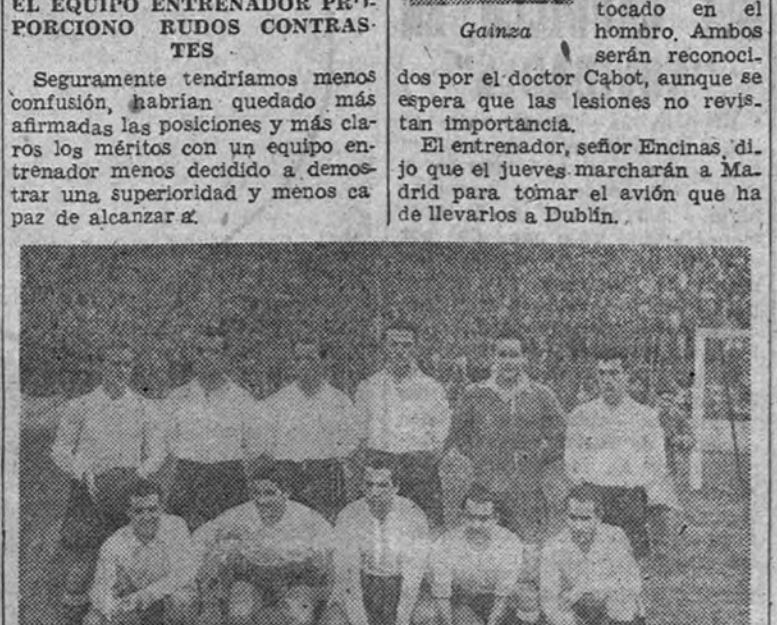 EL EQUIPO ENTRENADOR
PORCIONO RUDOS CONTRAS-
TES
Seguramente tendríamos menos
confusión, habrían quedado más
afirmadas las posiciones y más cla-
ros los méritos con un equipo en-
trenador menos decidido a demos-
trar una superioridad y menos ca
paz de alcanzar
Gainza
tocado en el
hombro. Ambos
serán reconoci-
dos por el doctor Cabot, aunque se
espera que las lesiones no revis-
tan importancia.
El entrenador, señor Encinas, di-
jo que el jueves marcharán a Ma-
drid para tomar el avión que ha
de llevarlos a Dublín.